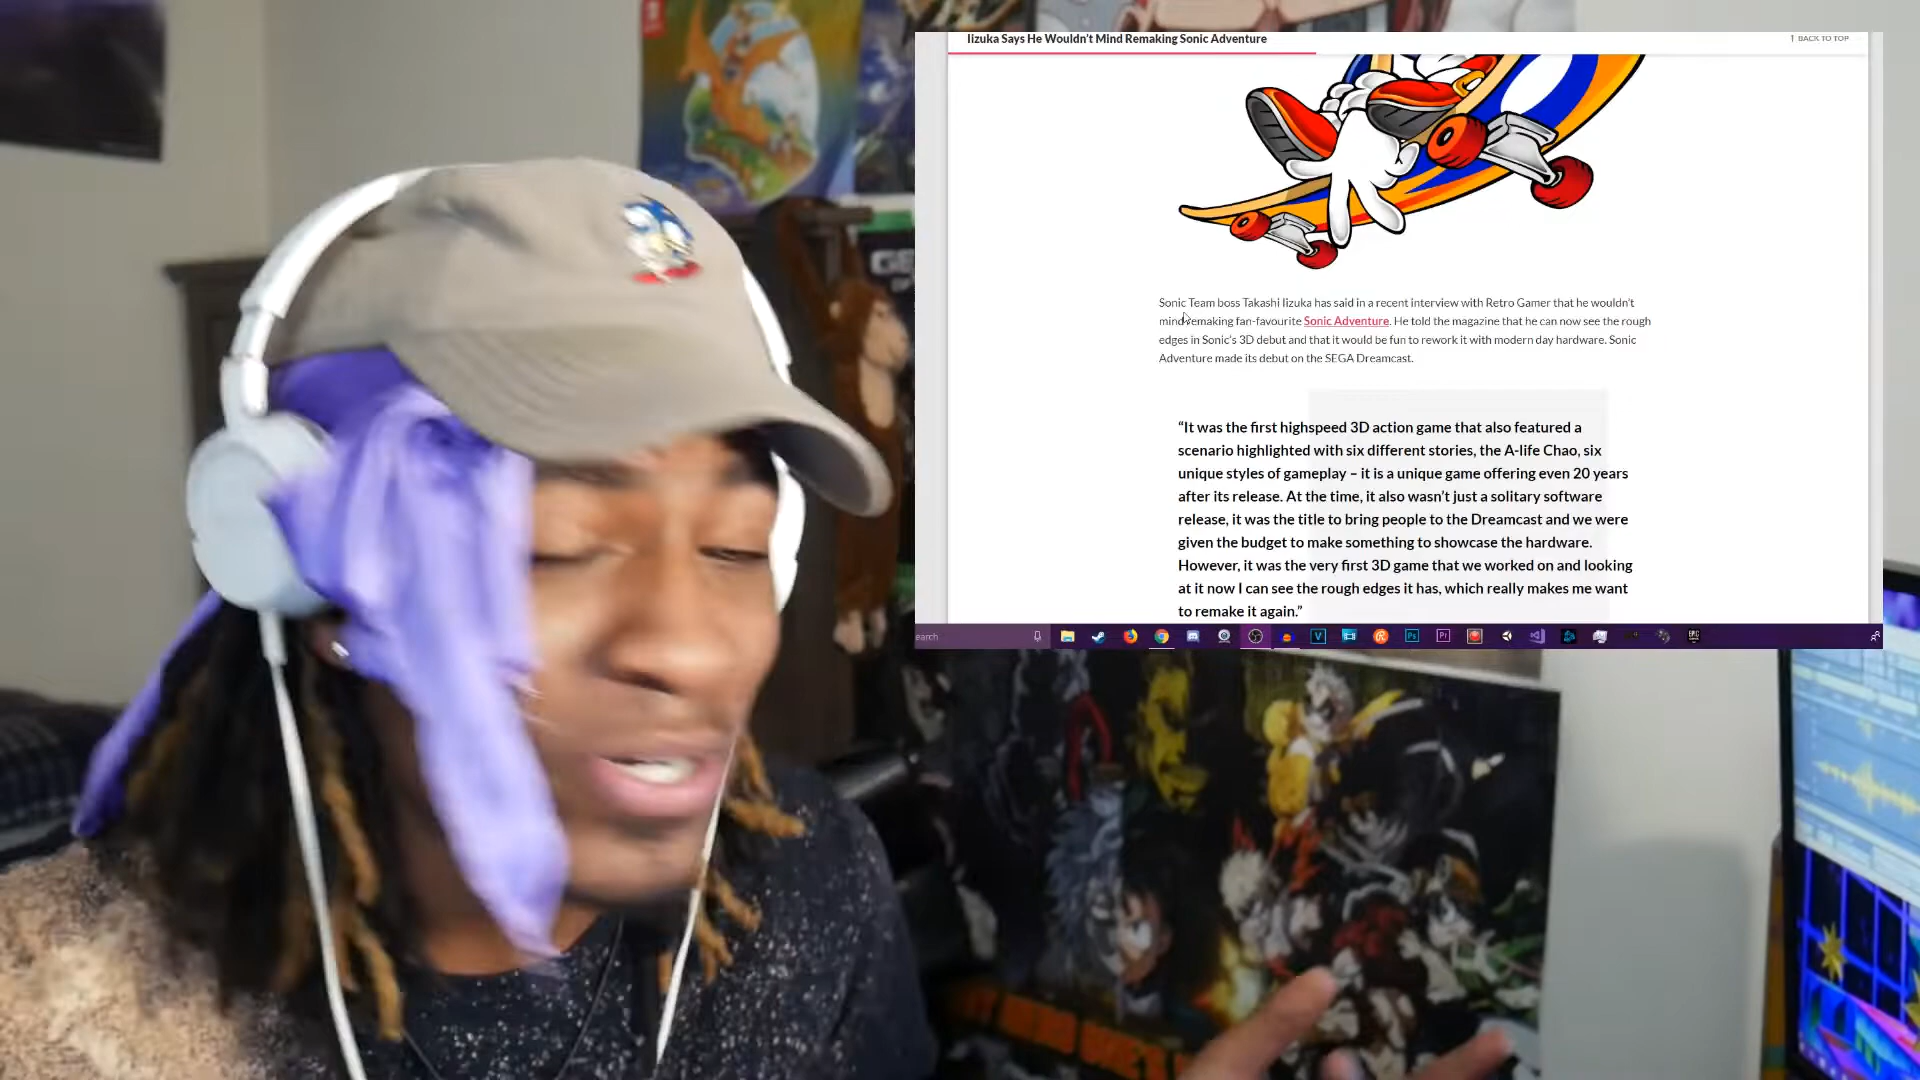 Iizuka Says He Wouldn't Mind Remaking Sonic Adventure
↑ BACK TO TOP
Sonic Team boss Takashi Iizuka has said in a recent interview with Retro Gamer that he wouldn't
mind remaking fan-favourite Sonic Adventure. He told the magazine that he can now see the rough
edges in Sonic's 3D debut and that it would be fun to rework it with modern day hardware. Sonic
Adventure made its debut on the SEGA Dreamcast.
“It was the first highspeed 3D action game that also featured a
scenario highlighted with six different stories, the A-life Chao, six
unique styles of gameplay – it is a unique game offering even 20 years
after its release. At the time, it also wasn’t just a solitary software
release, it was the title to bring people to the Dreamcast and we were
given the budget to make something to showcase the hardware.
However, it was the very first 3D game that we worked on and looking
at it now I can see the rough edges it has, which really makes me want
to remake it again.”
earch
V
Ps
Pr
EPIC
GE